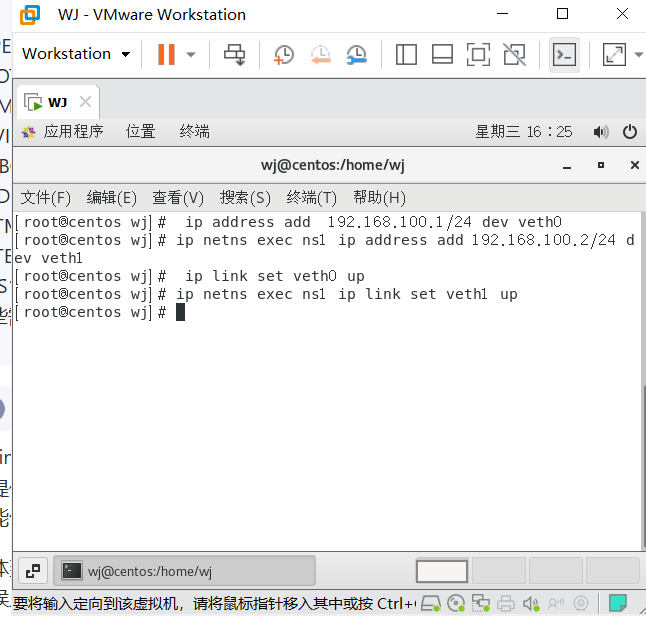 WJ - VMware Workstation
Workstation
WJ
应用程序 位置 终端 星期三 16：25
wj@centos:/home/wj
文件(F) 编辑(E) 查看(V) 搜索(S) 终端(T) 帮助(H)
[root@centos wj]#  ip address add  192.168.100.1/24 dev veth0
[root@centos wj]# ip netns exec ns1 ip address add 192.168.100.2/24 d
ev veth1
[root@centos wj]#  ip link set veth0 up
[root@centos wj]# ip netns exec ns1 ip link set veth1 up
[root@centos wj]#
wj@centos:/home/wj
要将输入定向到该虚拟机，请将鼠标指针移入其中或按 Ctrl+